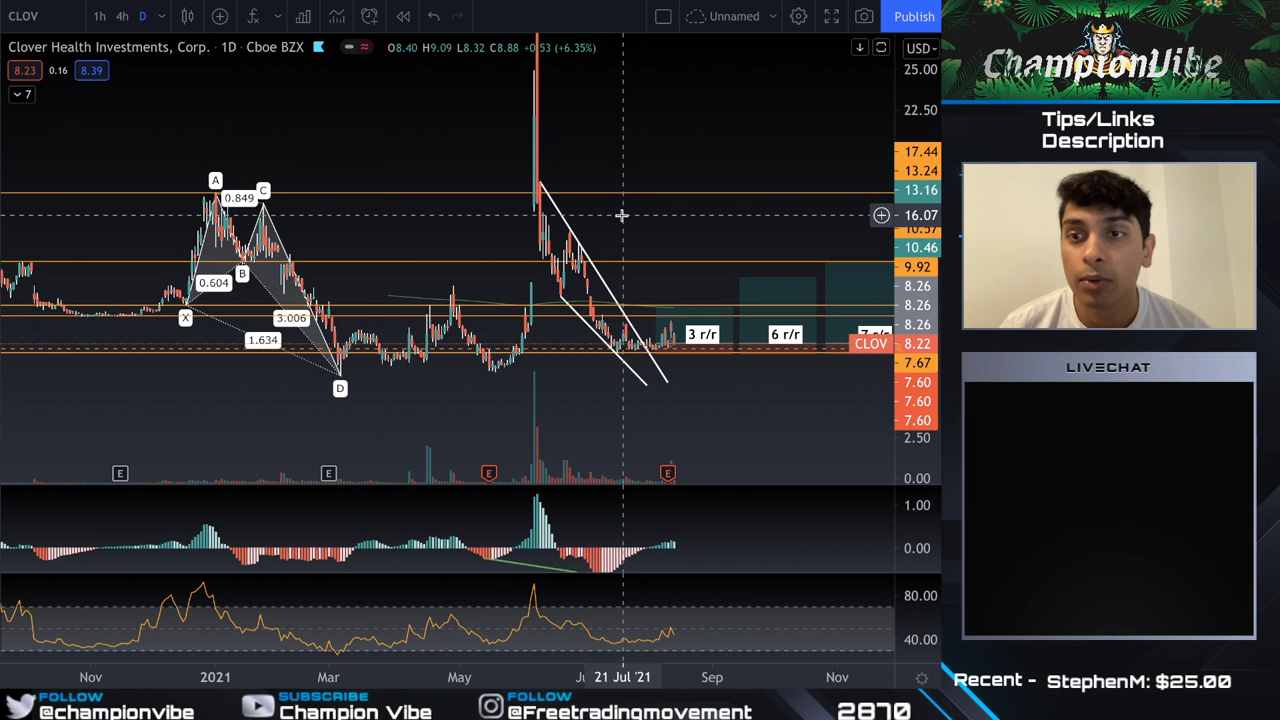 CLOV 1h 4h D Unnamed Publish
Clover Health Investments, Corp. · 1D · Cboe BZX O8.40 H9.09 L8.32 C8.88 +0.53 (+6.35%) USD
8.23 0.16 8.39
7
25.00
22.50
17.44
13.24
13.16
16.07
10.46
9.92
8.26
8.26
8.26
CLOV 8.22
7.67
7.60
7.60
7.60
2.50
0.00
A
C
0.849
B
0.604
X
3.006
1.634
D
3 r/r 6 r/r
E E E E
1.00
0.00
80.00
40.00
Nov 2021 Mar May 21 Jul '21 Sep Nov
ChampionVibe
Tips/Links
Description
LIVECHAT
Recent - StephenM: $25.00
FOLLOW
@championvibe
SUBSCRIBE
Champion Vibe
FOLLOW
@Freetradingmovement
2870